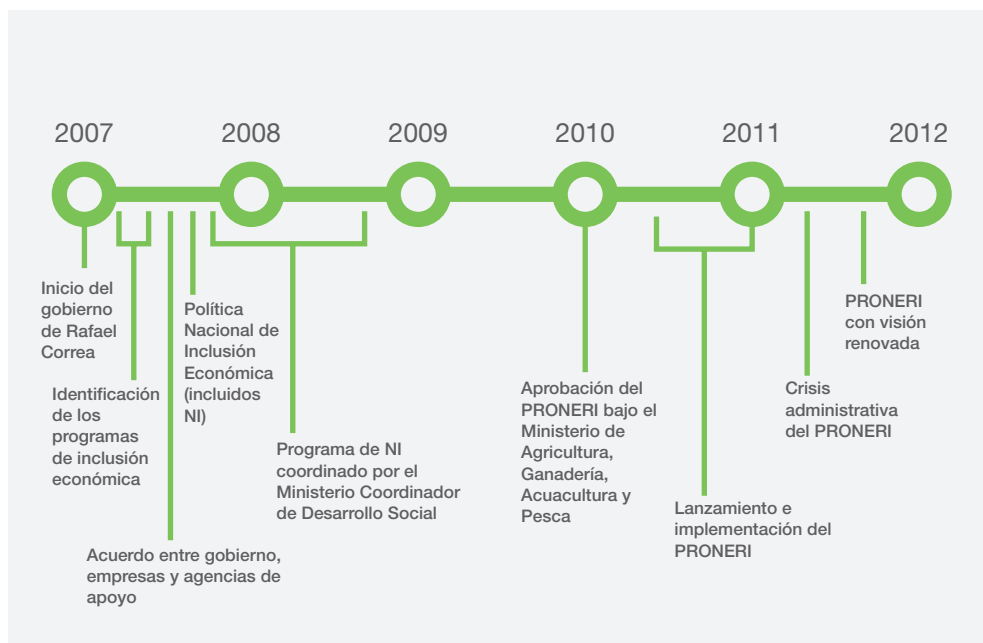 2007
2008
2009
2010
2011
2012
Inicio del
gobierno
de Rafael
Correa
Identificación
de los
programas
de inclusión
económica
Acuerdo entre gobierno,
empresas y agencias de
apoyo
Política
Nacional de
Inclusión
Económica
(incluidos
NI)
Programa de NI
coordinado por el
Ministerio Coordinador
de Desarrollo Social
Aprobación del
PRONERI bajo el
Ministerio de
Agricultura,
Ganadería,
Acuacultura y
Pesca
Lanzamiento e
implementación del
PRONERI
Crisis
administrativa
del PRONERI
PRONERI
con visión
renovada